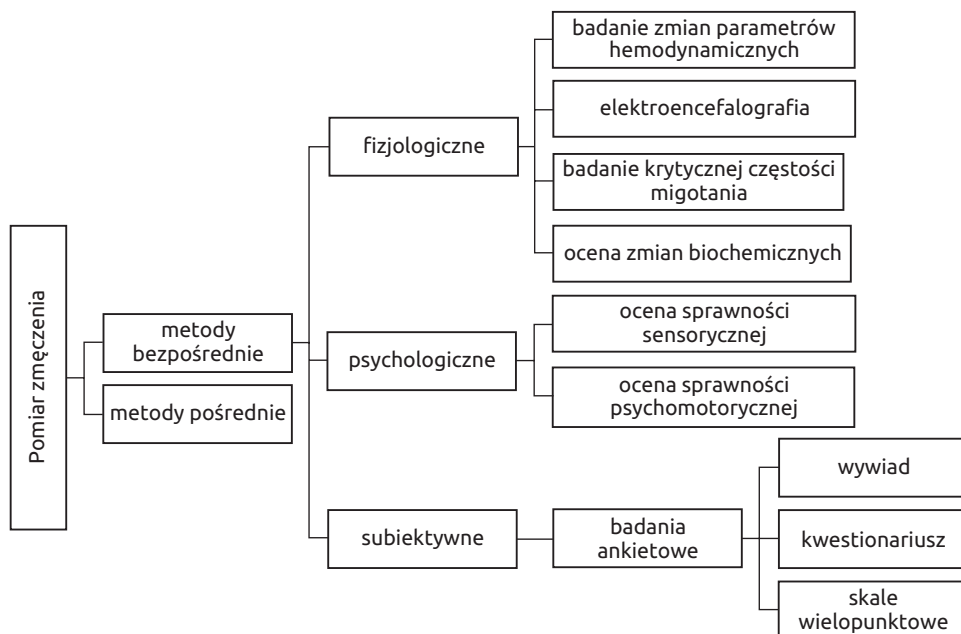 Pomiar zmęczenia
metody
bezpośrednie
metody pośrednie
fizjologiczne
badanie zmian parametrów
hemodynamicznych
elektroencefalografia
badanie krytycznej częstości
migotania
ocena zmian biochemicznych
psychologiczne
ocena sprawności
sensorycznej
ocena sprawności
psychomotorycznej
subiektywne
badania
ankietowe
wywiad
kwestionariusz
skale
wielopunktowe